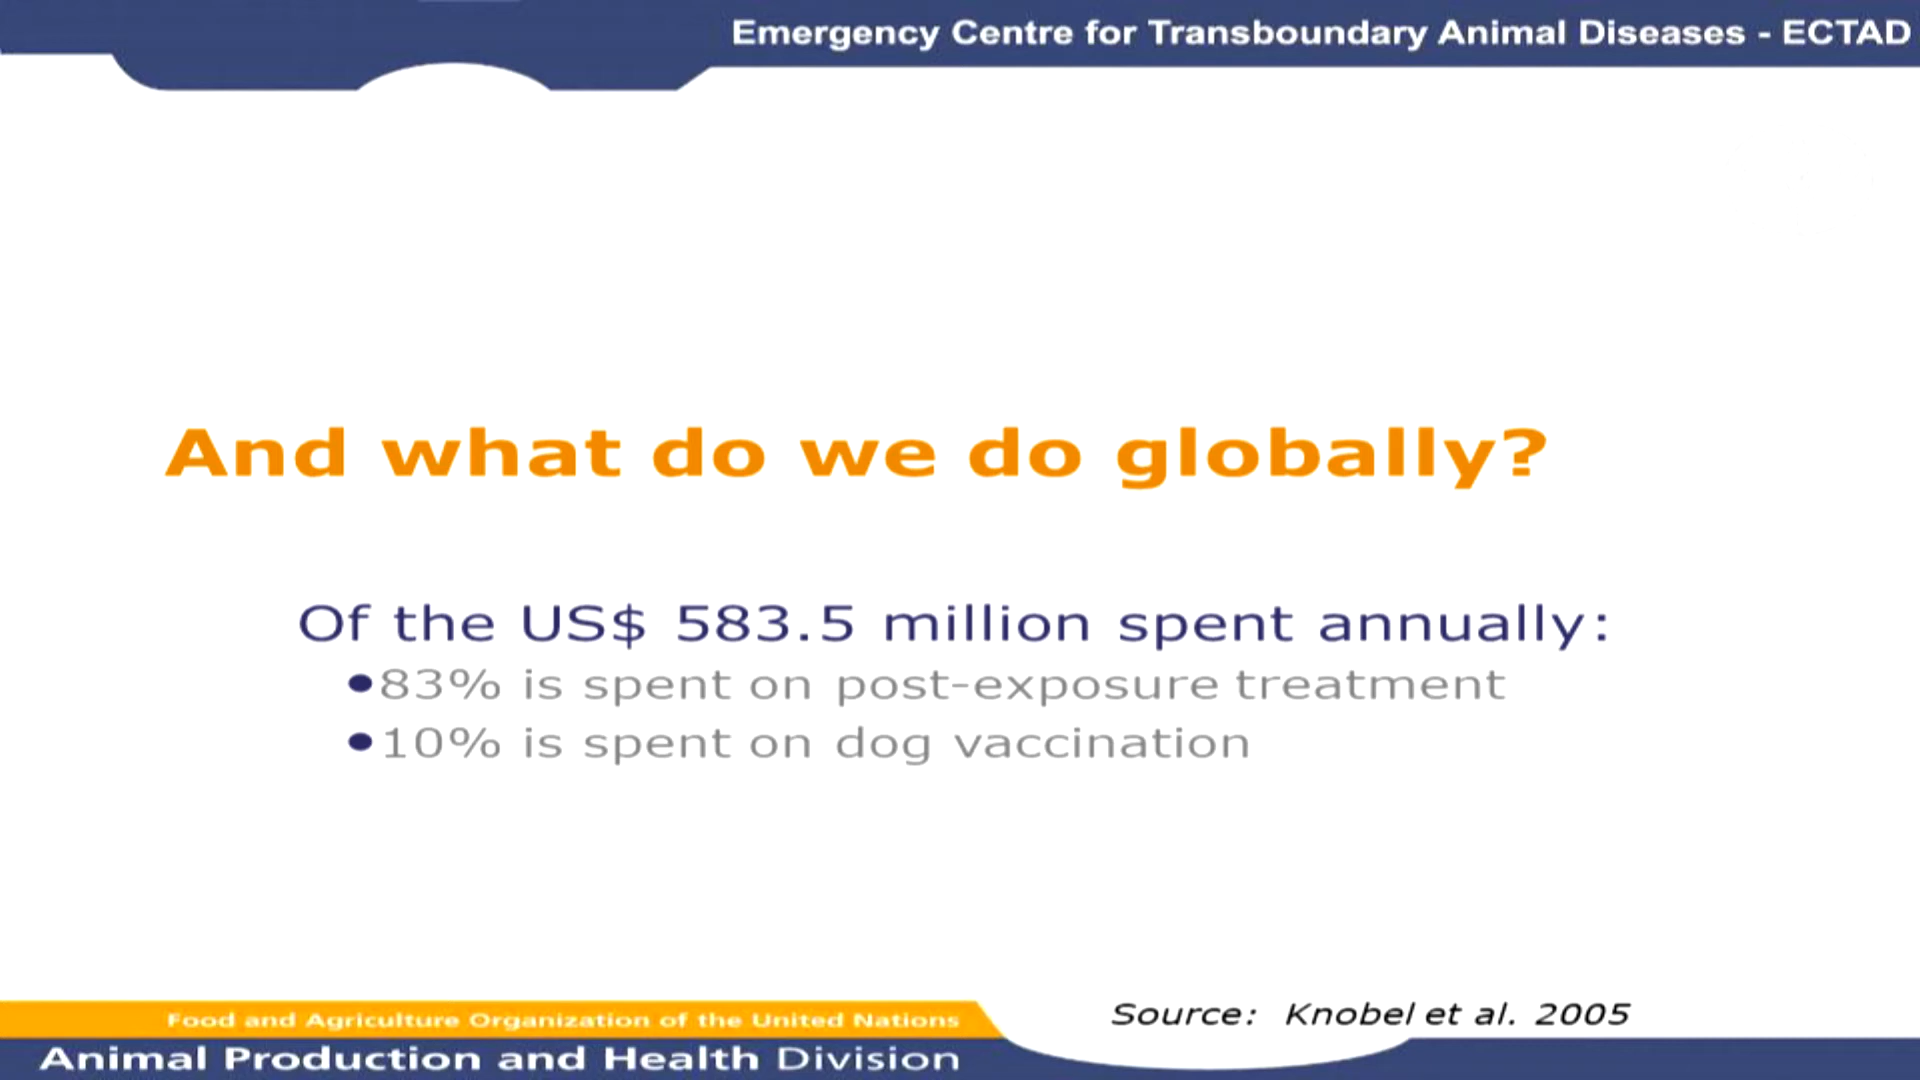 Emergency Centre for Transboundary Animal Diseases - ECTAD
And what do we do globally?
Of the US$ 583.5 million spent annually:
•83% is spent on post-exposure treatment
•10% is spent on dog vaccination
Source: Knobel et al. 2005
Food and Agriculture Organization of the United Nations
Animal Production and Health Division